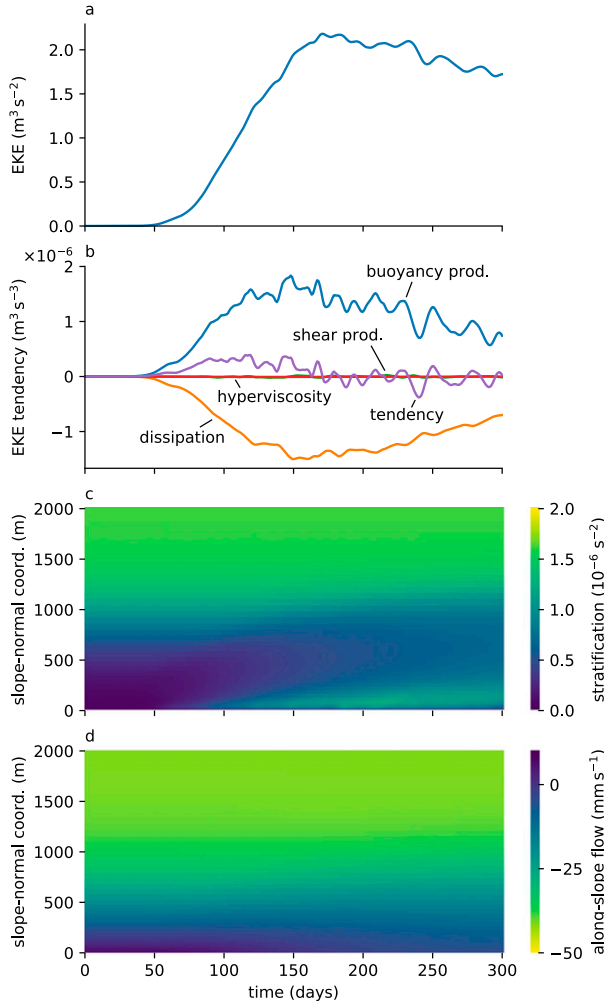 a
2.0
1.5
1.0
0.5
0.0
EKE (m³ s⁻²)
b
×10⁻⁶
2
1
0
−1
EKE tendency (m³ s⁻³)
buoyancy prod.
shear prod.
hyperviscosity
tendency
dissipation
c
2000
1500
1000
500
0
slope-normal coord. (m)
2.0
1.5
1.0
0.5
0.0
stratification (10⁻⁶ s⁻²)
d
2000
1500
1000
500
0
slope-normal coord. (m)
0
−25
−50
along-slope flow (mm s⁻¹)
0 50 100 150 200 250 300
time (days)